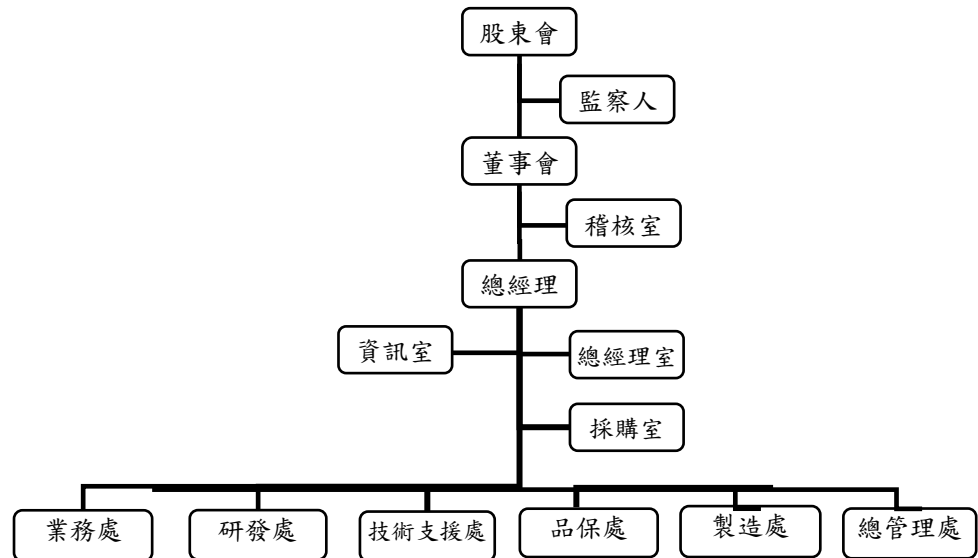 股東會
監察人
董事會
稽核室
總經理
資訊室
總經理室
採購室
業務處
研發處
技術支援處
品保處
製造處
總管理處